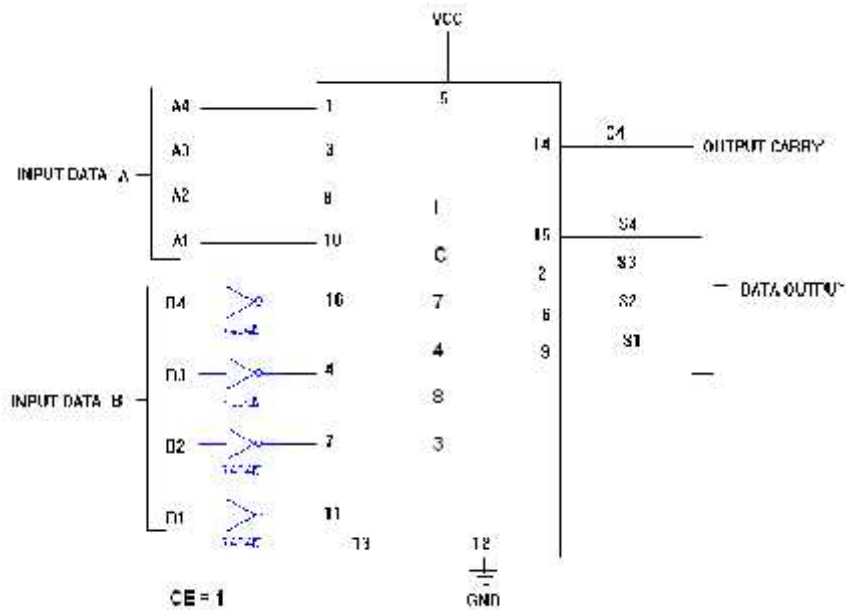 VCC
5
A4 1
A3 3
A2 8
A1 10
INPUT DATA A
14 C4 OUTPUT CARRY
15 S4
2 S3
6 S2
9 S1
DATA OUTPUT
I
C
7
4
8
3
B4 16
B3 4
B2 7
B1 11
INPUT DATA B
13 12
CE = 1
GND